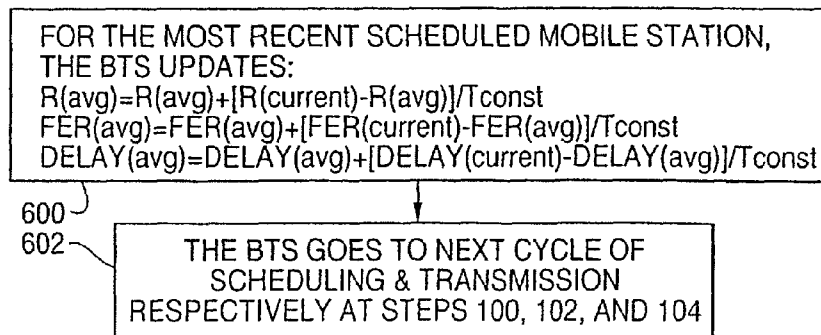 FOR THE MOST RECENT SCHEDULED MOBILE STATION,
THE BTS UPDATES:
R(avg)=R(avg)+[R(current)-R(avg)]/Tconst
FER(avg)=FER(avg)+[FER(current)-FER(avg)]/Tconst
DELAY(avg)=DELAY(avg)+[DELAY(current)-DELAY(avg)]/Tconst
600
602
THE BTS GOES TO NEXT CYCLE OF
SCHEDULING & TRANSMISSION
RESPECTIVELY AT STEPS 100, 102, AND 104